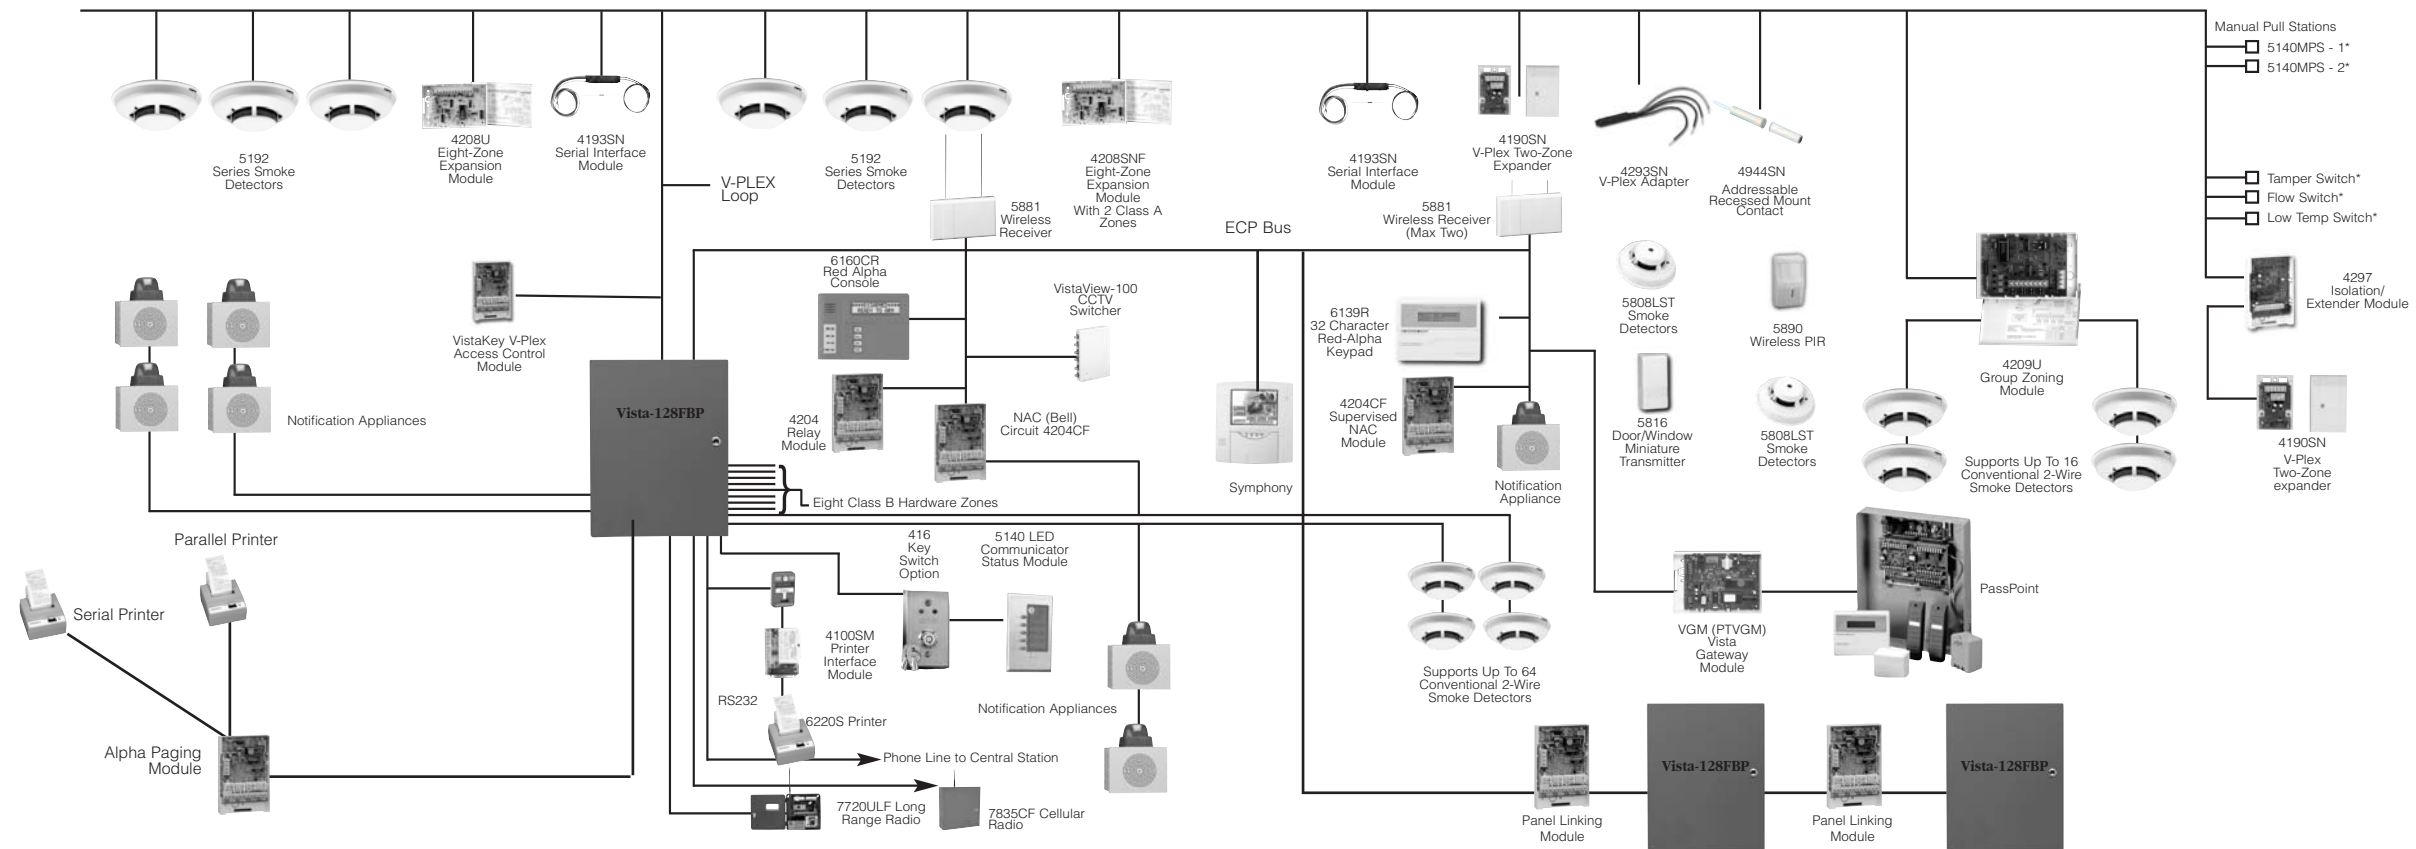 Manual Pull Stations
5140MPS - 1*
5140MPS - 2*
5192
Series Smoke
Detectors
4208U
Eight-Zone
Expansion
Module
4193SN
Serial Interface
Module
V-PLEX
Loop
5192
Series Smoke
Detectors
4208SNF
Eight-Zone
Expansion
Module
With 2 Class A
Zones
4193SN
Serial Interface
Module
4190SN
V-Plex Two-Zone
Expander
4293SN
V-Plex Adapter
4944SN
Addressable
Recessed Mount
Contact
Tamper Switch*
Flow Switch*
Low Temp Switch*
5881
Wireless
Receiver
ECP Bus
5881
Wireless Receiver
(Max Two)
6160CR
Red Alpha
Console
READY TO ARM
VistaView-100
CCTV
Switcher
6139R
32 Character
Red-Alpha
Keypad
5808LST
Smoke
Detectors
5890
Wireless PIR
4297
Isolation/
Extender Module
VistaKey V-Plex
Access Control
Module
4209U
Group Zoning
Module
Vista-128FBP
Notification Appliances
4204
Relay
Module
NAC (Bell)
Circuit 4204CF
4204CF
Supervised
NAC
Module
5816
Door/Window
Miniature
Transmitter
5808LST
Smoke
Detectors
Supports Up To 16
Conventional 2-Wire
Smoke Detectors
4190SN
V-Plex
Two-Zone
expander
Symphony
Notification
Appliance
Eight Class B Hardware Zones
Parallel Printer
Serial Printer
416
Key
Switch
Option
5140 LED
Communicator
Status Module
PassPoint
4100SM
Printer
Interface
Module
VGM (PTVGM)
Vista
Gateway
Module
Supports Up To 64
Conventional 2-Wire
Smoke Detectors
RS232
6220S Printer
Notification Appliances
Alpha Paging
Module
Phone Line to Central Station
Vista-128FBP
Vista-128FBP
7720ULF Long
Range Radio
7835CF Cellular
Radio
Panel Linking
Module
Panel Linking
Module